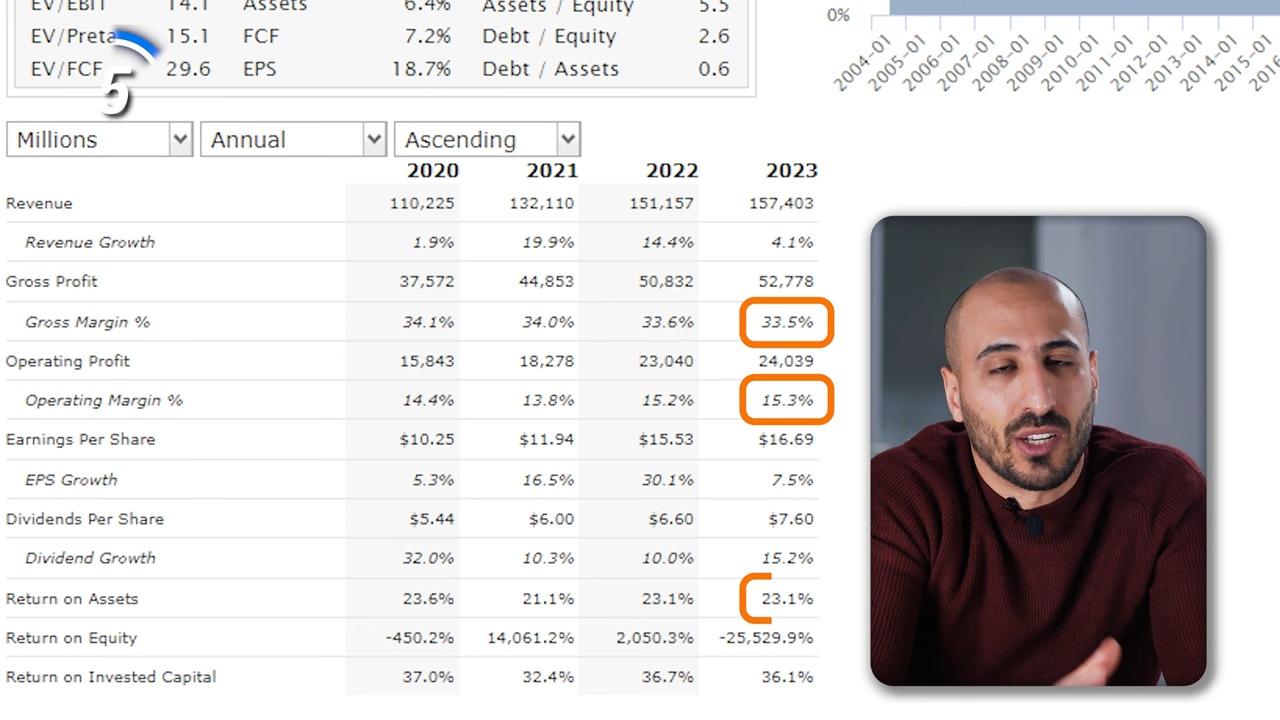 EV/EBIT 14.1 Assets 6.4% Assets / Equity 5.5
EV/Preta 15.1 FCF 7.2% Debt / Equity 2.6
EV/FCF 29.6 EPS 18.7% Debt / Assets 0.6
5
0%
2004-01 2005-01 2006-01 2007-01 2008-01 2009-01 2010-01 2011-01 2012-01 2013-01 2014-01 2015-01 2016
Millions Annual Ascending
2020 2021 2022 2023
Revenue 110,225 132,110 151,157 157,403
Revenue Growth 1.9% 19.9% 14.4% 4.1%
Gross Profit 37,572 44,853 50,832 52,778
Gross Margin % 34.1% 34.0% 33.6% 33.5%
Operating Profit 15,843 18,278 23,040 24,039
Operating Margin % 14.4% 13.8% 15.2% 15.3%
Earnings Per Share $10.25 $11.94 $15.53 $16.69
EPS Growth 5.3% 16.5% 30.1% 7.5%
Dividends Per Share $5.44 $6.00 $6.60 $7.60
Dividend Growth 32.0% 10.3% 10.0% 15.2%
Return on Assets 23.6% 21.1% 23.1% 23.1%
Return on Equity -450.2% 14,061.2% 2,050.3% -25,529.9%
Return on Invested Capital 37.0% 32.4% 36.7% 36.1%